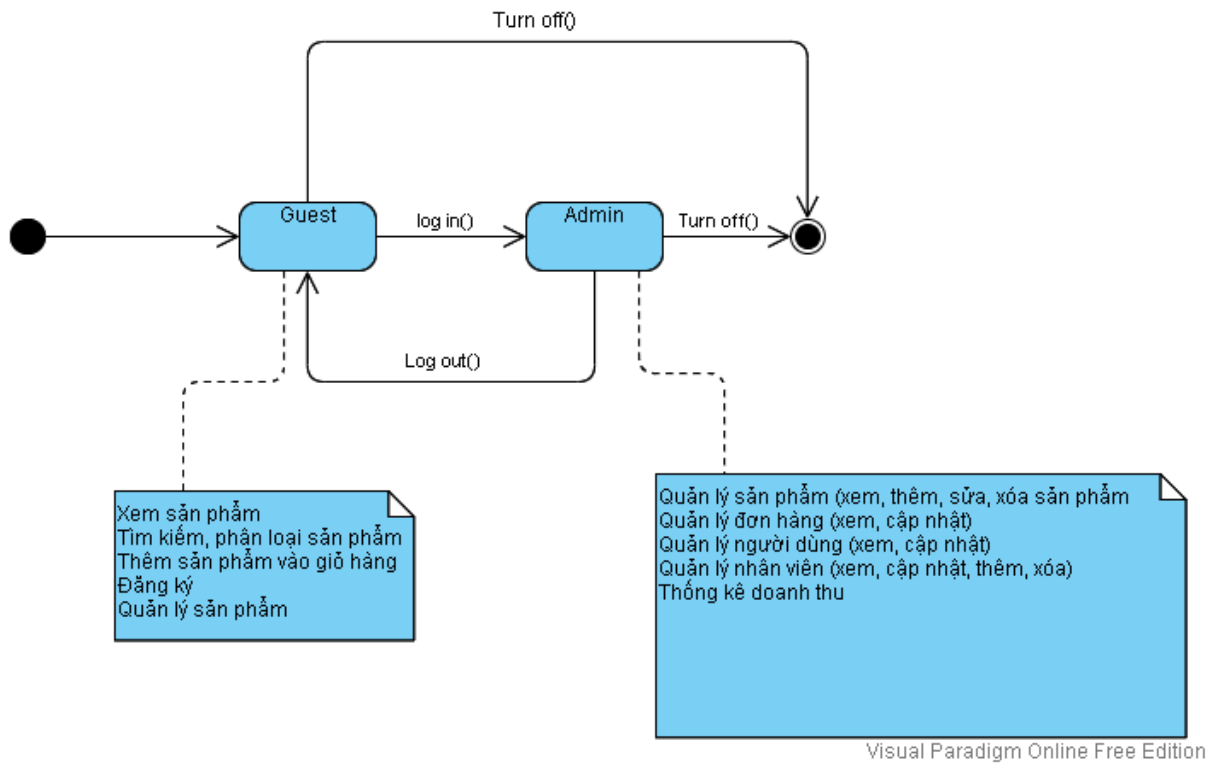 Turn off()
Guest
log in()
Admin
Turn off()
Log out()
Xem sản phẩm
Tìm kiếm, phận loại sản phẩm
Thêm sản phẩm vào giỏ hàng
Đăng ký
Quản lý sản phẩm
Quản lý sản phẩm (xem, thêm, sửa, xóa sản phẩm
Quản lý đơn hàng (xem, cập nhật)
Quản lý người dùng (xem, cập nhật)
Quản lý nhân viên (xem, cập nhật, thêm, xóa)
Thống kê doanh thu
Visual Paradigm Online Free Edition